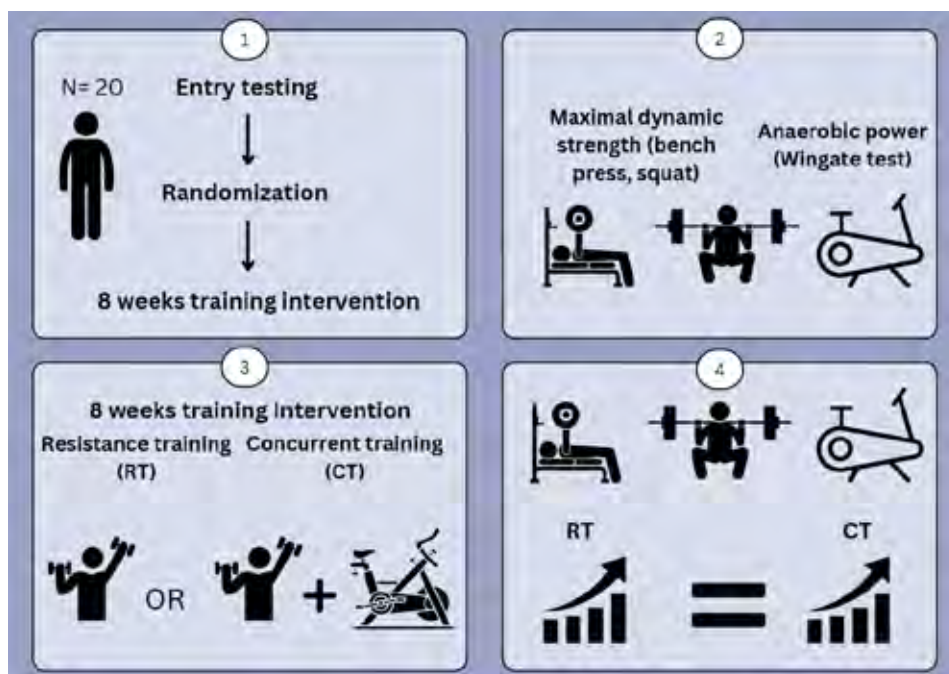 1
N= 20
Entry testing
Randomization
8 weeks training intervention
2
Maximal dynamic
strength (bench
press, squat)
Anaerobic power
(Wingate test)
3
8 weeks training intervention
Resistance training
(RT)
Concurrent training
(CT)
OR
4
RT
CT